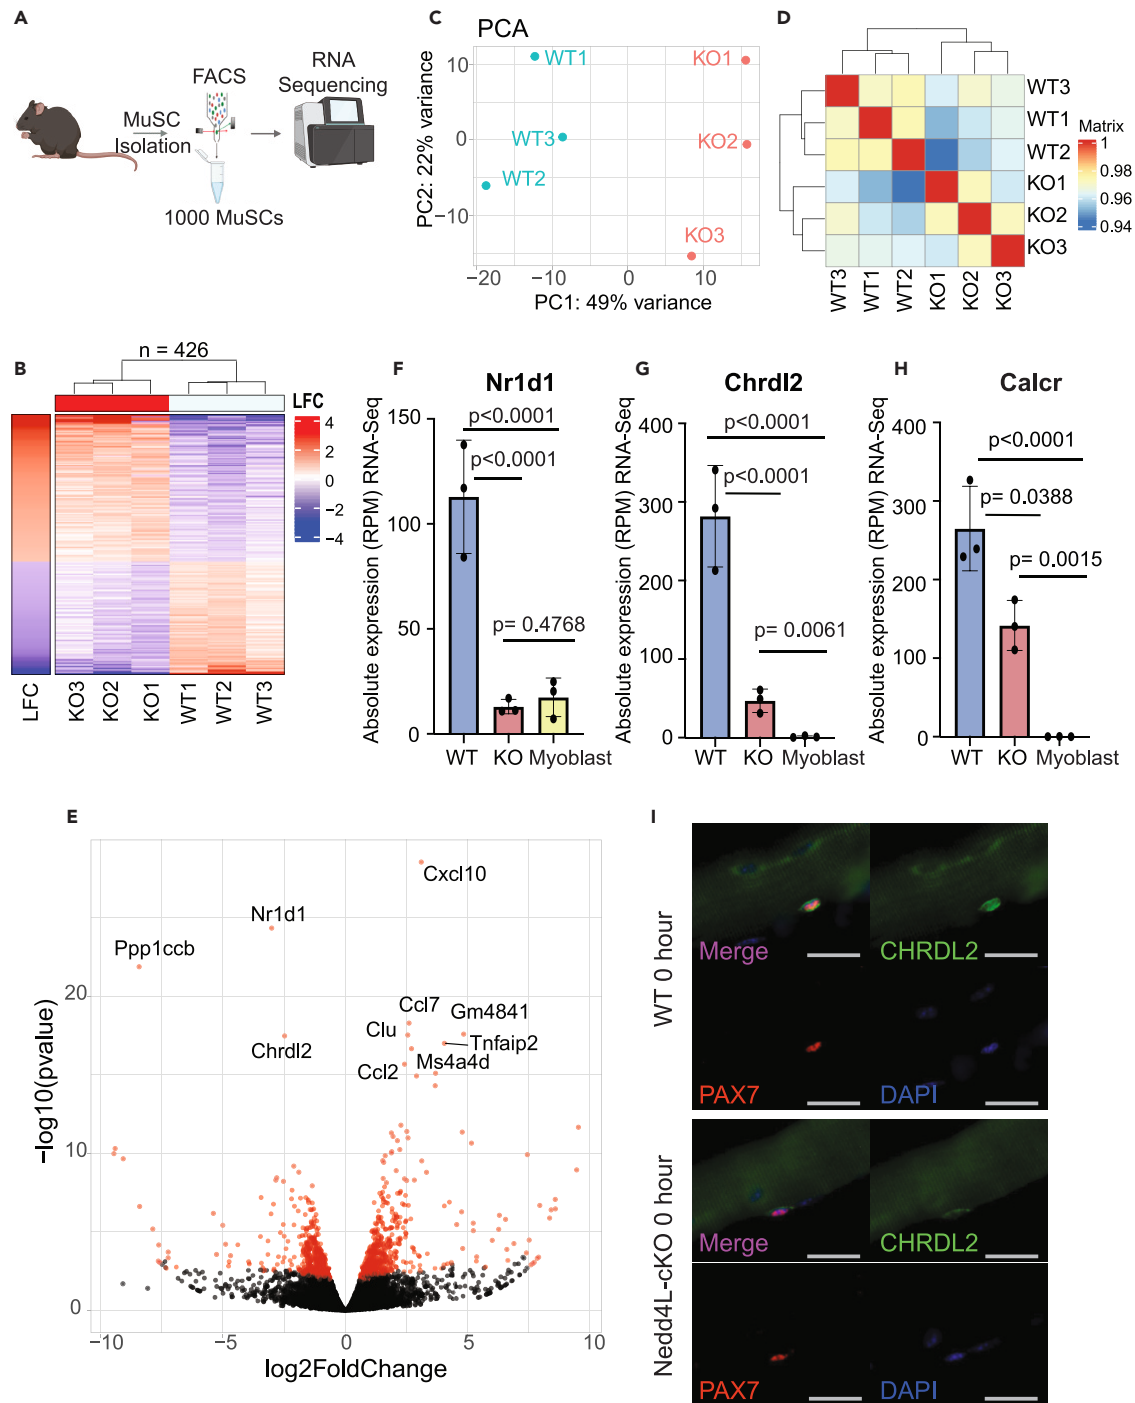 A
MuSC
Isolation
FACS
1000 MuSCs
RNA
Sequencing
C
PCA
PC2: 22% variance
10
0
−10
WT1
WT3
WT2
KO1
KO2
KO3
−20
−10
0
10
PC1: 49% variance
D
WT3
WT1
WT2
KO1
KO2
KO3
WT3
WT1
WT2
KO1
KO2
KO3
Matrix
1
0.98
0.96
0.94
B
n = 426
LFC
4
2
0
−2
−4
LFC
KO3
KO2
KO1
WT1
WT2
WT3
F
Nr1d1
Absolute expression (RPM) RNA-Seq
150
100
50
0
p<0.0001
p<0.0001
p= 0.4768
WT KO Myoblast
G
Chrdl2
Absolute expression (RPM) RNA-Seq
400
300
200
100
0
p<0.0001
p<0.0001
p= 0.0061
WT KO Myoblast
H
Calcr
Absolute expression (RPM) RNA-Seq
400
300
200
100
0
p<0.0001
p= 0.0388
p= 0.0015
WT KO Myoblast
E
−log10(pvalue)
20
10
0
Cxcl10
Nr1d1
Ppp1ccb
Chrdl2
Ccl7
Gm4841
Clu
Tnfaip2
Ccl2
Ms4a4d
−10
−5
0
5
10
log2FoldChange
I
WT 0 hour
Merge
CHRDL2
PAX7
DAPI
Nedd4L-cKO 0 hour
Merge
CHRDL2
PAX7
DAPI